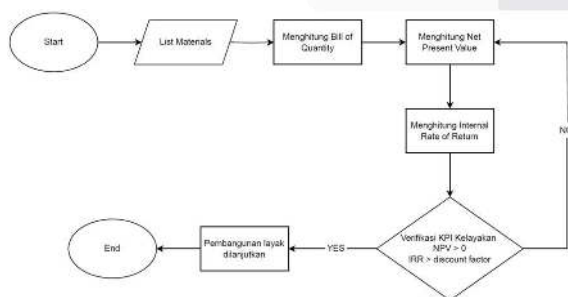 Start
List Materials
Menghitung Bill of
Quantity
Menghitung Net
Present Value
Menghitung Internal
Rate of Return
NO
Verifikasi KPI Kelayakan
NPV > 0
IRR > discount factor
YES
Pembangunan layak
dilanjutkan
End